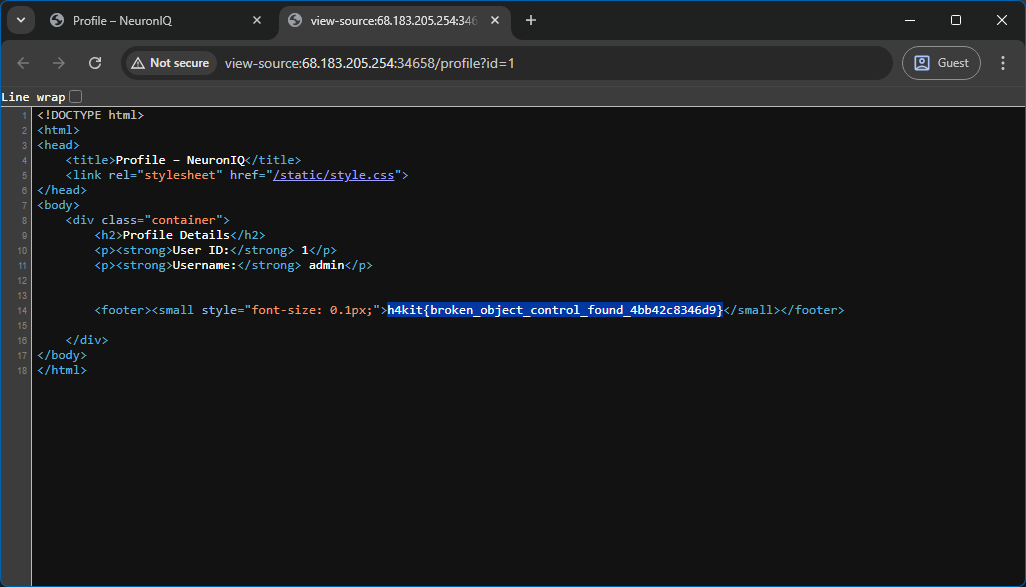 Profile – NeuronIQ
view-source:68.183.205.254:346
Not secure
view-source:68.183.205.254:34658/profile?id=1
Guest
Line wrap
1 <!DOCTYPE html>
2 <html>
3 <head>
4 <title>Profile – NeuronIQ</title>
5 <link rel="stylesheet" href="/static/style.css">
6 </head>
7 <body>
8 <div class="container">
9 <h2>Profile Details</h2>
10 <p><strong>User ID:</strong> 1</p>
11 <p><strong>Username:</strong> admin</p>
12
13
14 <footer><small style="font-size: 0.1px;">h4kit{broken_object_control_found_4bb42c8346d9}</small></footer>
15
16 </div>
17 </body>
18 </html>